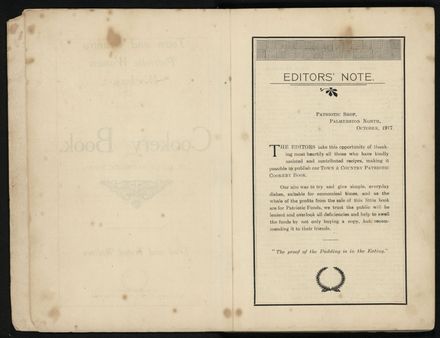 EDITORS' NOTE.
PATRIOTIC SHOP,
PALMERSTON NORTH,
OCTOBER, 1917
THE EDITORS take this opportunity of thank-
ing most heartily all those who have kindly
assisted and contributed recipes, making it
possible to publish our TOWN & COUNTRY PATRIOTIC
COOKERY BOOK.
Our aim was to try and give simple, everyday
dishes, suitable for economical times, and as the
whole of the profits from the sale of this little book
are for Patriotic Funds, we trust the public will be
lenient and overlook all deficiencies and help to swell
the funds by not only buying a copy, but recom-
mending it to their friends.
"The proof of the Pudding is in the Eating."